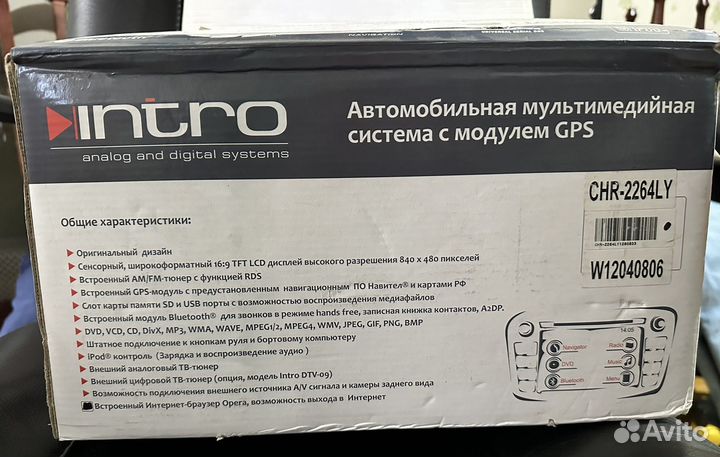 NAVIGATION
UNIVERSAL SERIAL BUS
intro
analog and digital systems
Автомобильная мультимедийная
система с модулем GPS
CHR-2264LY
W12040806
Общие характеристики:
Оригинальный дизайн
Сенсорный, широкоформатный 16:9 TFT LCD дисплей высокого разрешения 840 x 480 пикселей
Встроенный AM/FM-тюнер с функцией RDS
Встроенный GPS-модуль с предустановленным навигационным ПО Навител® и картами РФ
Слот карты памяти SD и USB порты с возможностью воспроизведения медиафайлов
Встроенный модуль Bluetooth® для звонков в режиме hands free, записная книжка контактов, A2DP.
DVD, VCD, CD, DivX, MP3, WMA, WAVE, MPEG1/2, MPEG4, WMV, JPEG, GIF, PNG, BMP
Штатное подключение к кнопкам руля и бортовому компьютеру
iPod® контроль (Зарядка и воспроизведение аудио )
Внешний аналоговый ТВ-тюнер
Внешний цифровой ТВ-тюнер (опция, модель Intro DTV-09)
Возможность подключения внешнего источника A/V сигнала и камеры заднего вида
Встроенный Интернет-браузер Opera, возможность выхода в Интернет
14:05
Navigator Radio
DVD Music
Bluetooth Menu
Avito